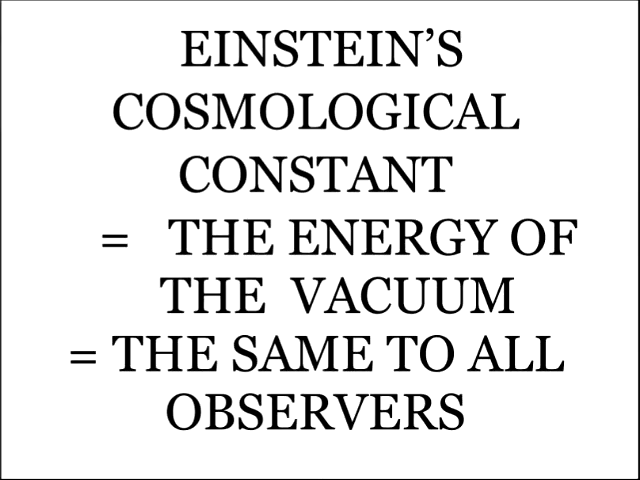 EINSTEIN’S
COSMOLOGICAL
CONSTANT
= THE ENERGY OF
THE VACUUM
= THE SAME TO ALL
OBSERVERS